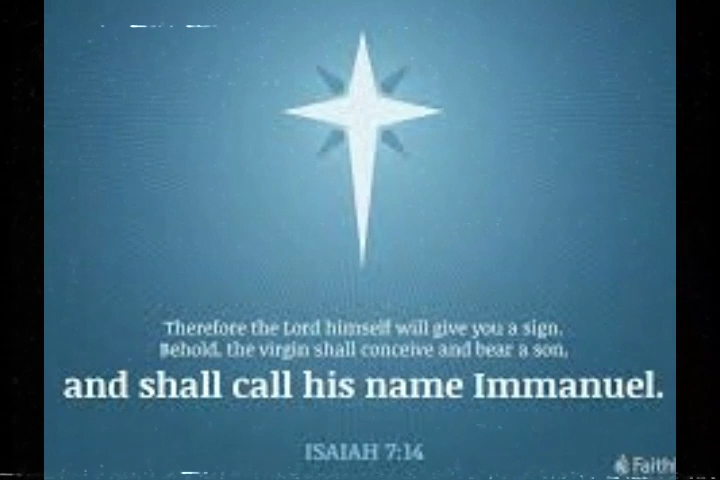 Therefore the Lord himself will give you a sign.
Behold, the virgin shall conceive and bear a son,
and shall call his name Immanuel.
ISAIAH 7:14